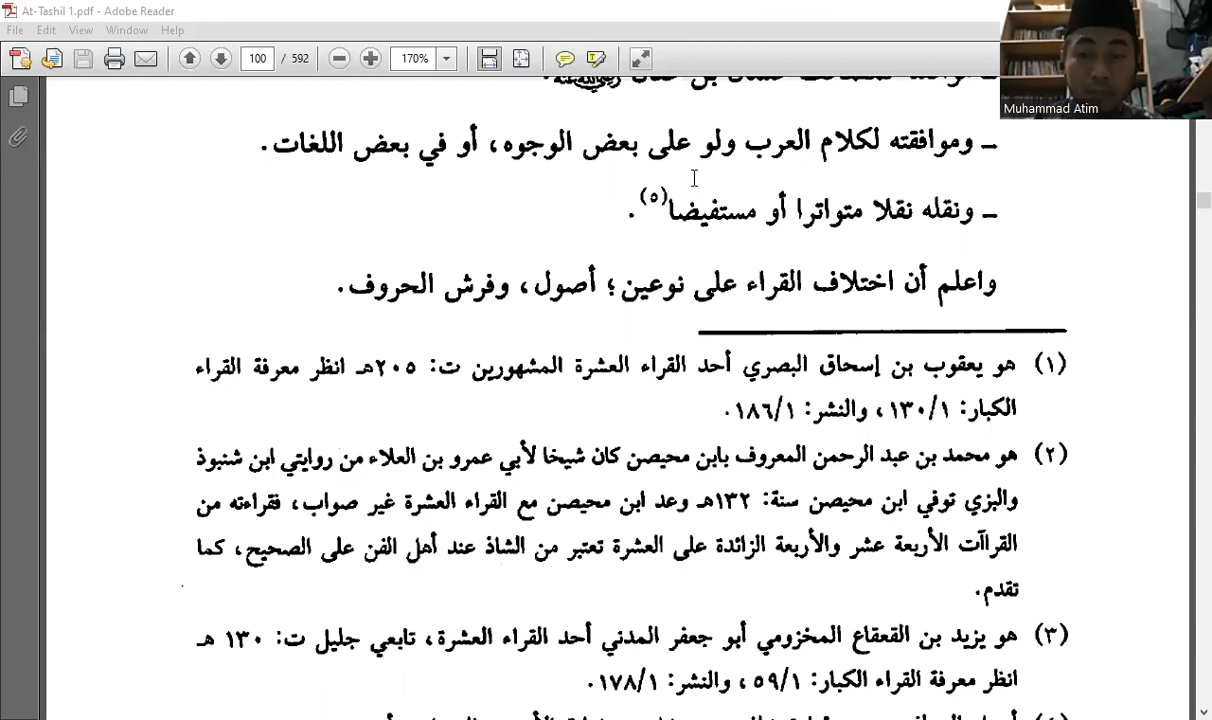 At-Tashil 1.pdf - Adobe Reader
File Edit View Window Help
100 / 592 170%
Muhammad Atim
ـ وموافقته لكلام العرب ولو على بعض الوجوه، أو في بعض اللغات.
ـ ونقله نقلا متواترا أو مستفيضا(٥).
واعلم أن اختلاف القراء على نوعين؛ أصول، وفرش الحروف.
(١) هو يعقوب بن إسحاق البصري أحد القراء العشرة المشهورين ت: ٢٠٥هـ انظر معرفة القراء
الكبار: ١/١٣٠، والنشر: ١/١٨٦.
(٢) هو محمد بن عبد الرحمن المعروف بابن محيصن كان شيخا لأبي عمرو بن العلاء من روايتي ابن شنبوذ
والبزي توفي ابن محيصن سنة: ١٣٢هـ وعد ابن محيصن مع القراء العشرة غير صواب، فقراءته من
القراآت الأربعة عشر والأربعة الزائدة على العشرة تعتبر من الشاذ عند أهل الفن على الصحيح، كما
تقدم.
(٣) هو يزيد بن القعقاع المخزومي أبو جعفر المدني أحد القراء العشرة، تابعي جليل ت: ١٣٠ هـ
انظر معرفة القراء الكبار: ١/٥٩، والنشر: ١/١٧٨.